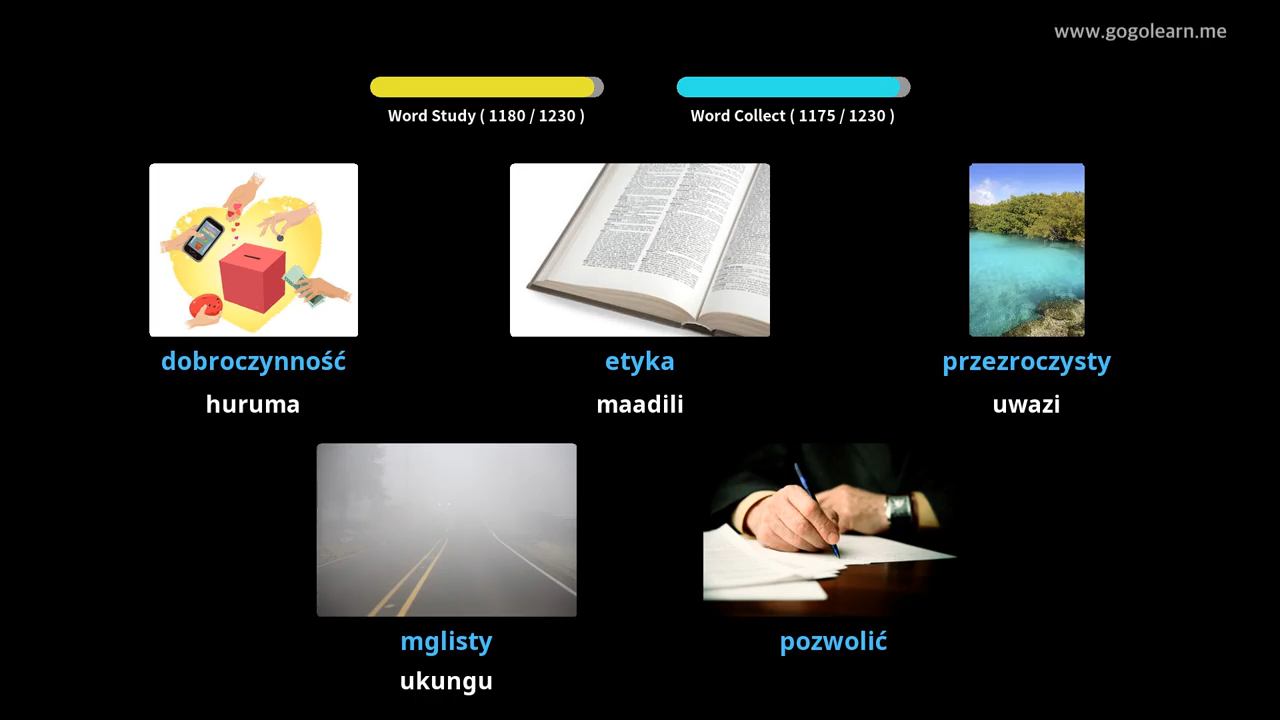 www.gogolearn.me
Word Study ( 1180 / 1230 )
Word Collect ( 1175 / 1230 )
dobroczynność
huruma
etyka
maadili
przezroczysty
uwazi
mglisty
ukungu
pozwolić